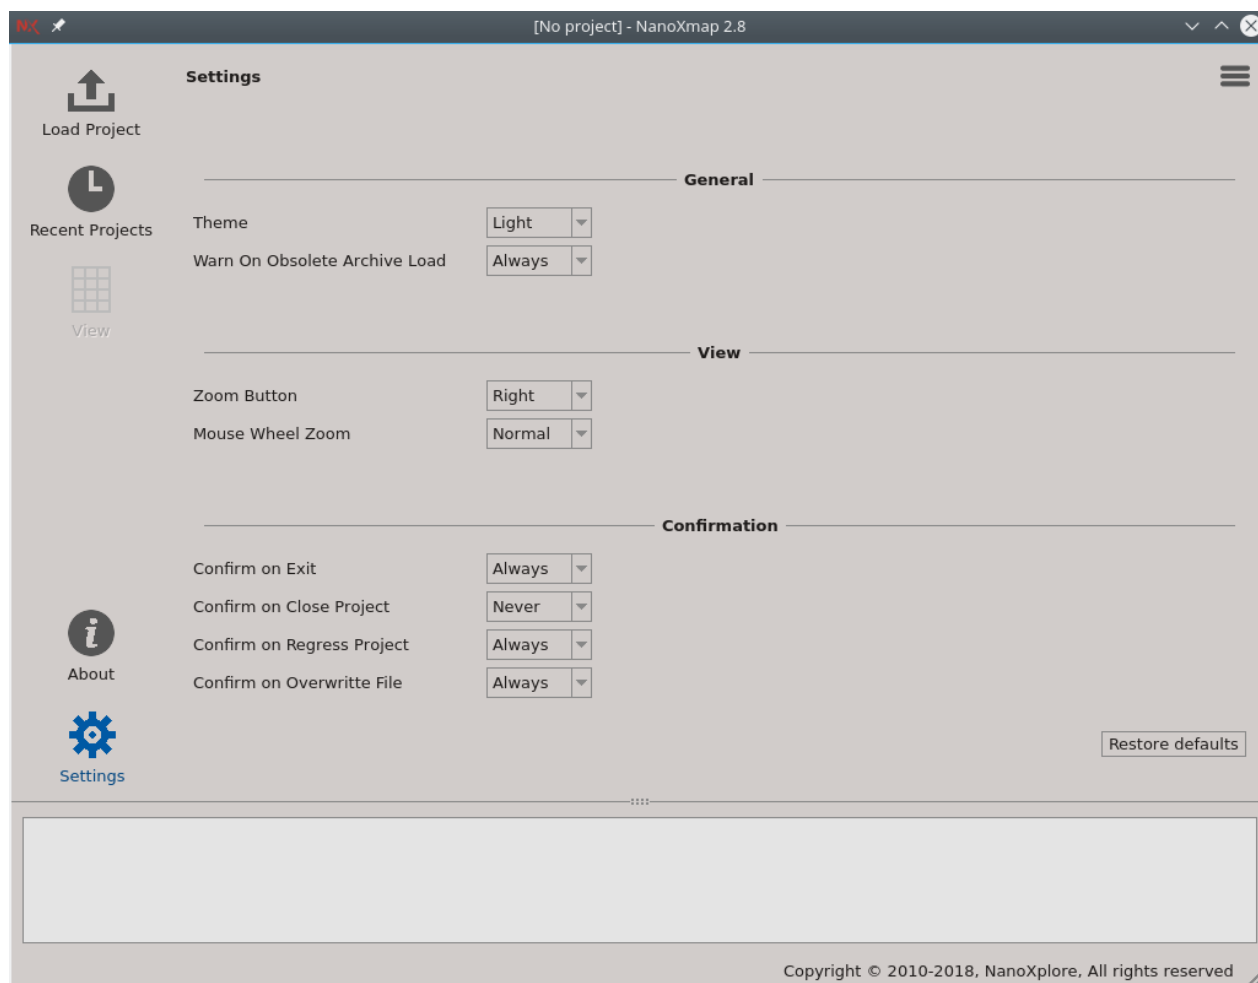 NX [No project] - NanoXmap 2.8
Settings
Load Project
Recent Projects
View
General
Theme Light
Warn On Obsolete Archive Load Always
View
Zoom Button Right
Mouse Wheel Zoom Normal
Confirmation
Confirm on Exit Always
Confirm on Close Project Never
Confirm on Regress Project Always
Confirm on Overwritte File Always
About
Settings
Restore defaults
Copyright © 2010-2018, NanoXplore, All rights reserved